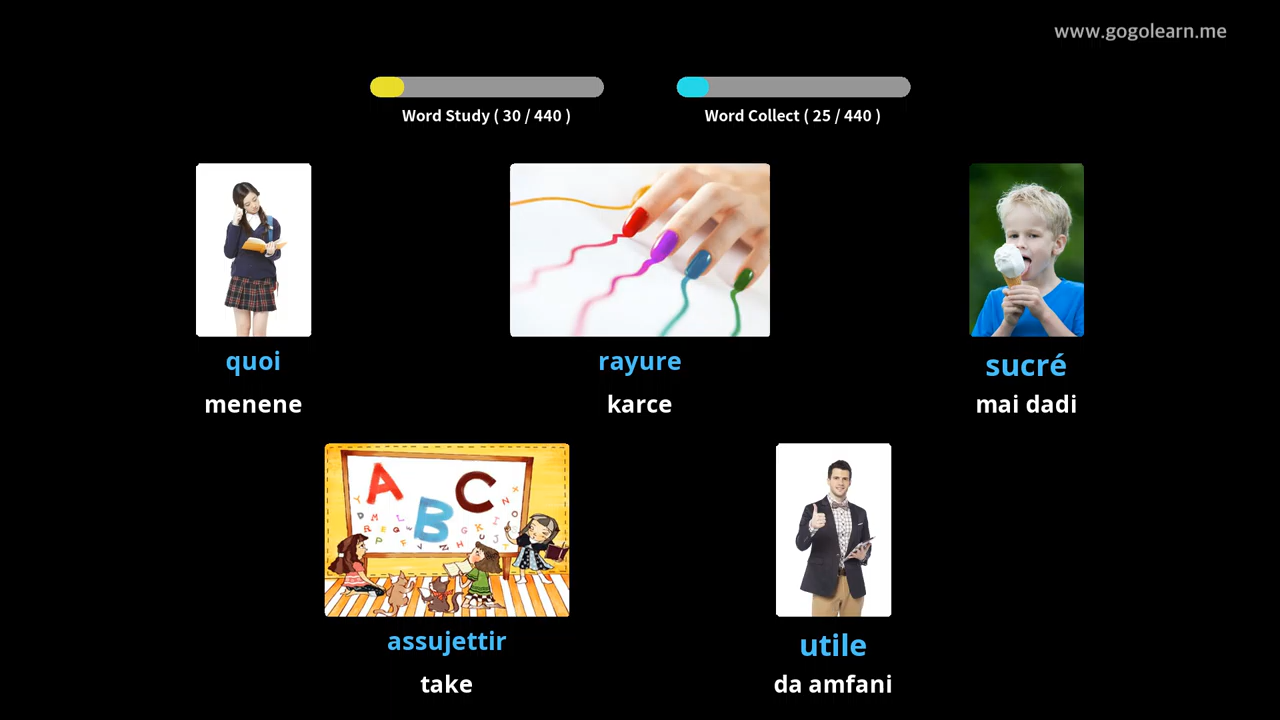 www.gogolearn.me
Word Study ( 30 / 440 )
Word Collect ( 25 / 440 )
quoi
menene
rayure
karce
sucré
mai dadi
A B C
assujettir
take
utile
da amfani